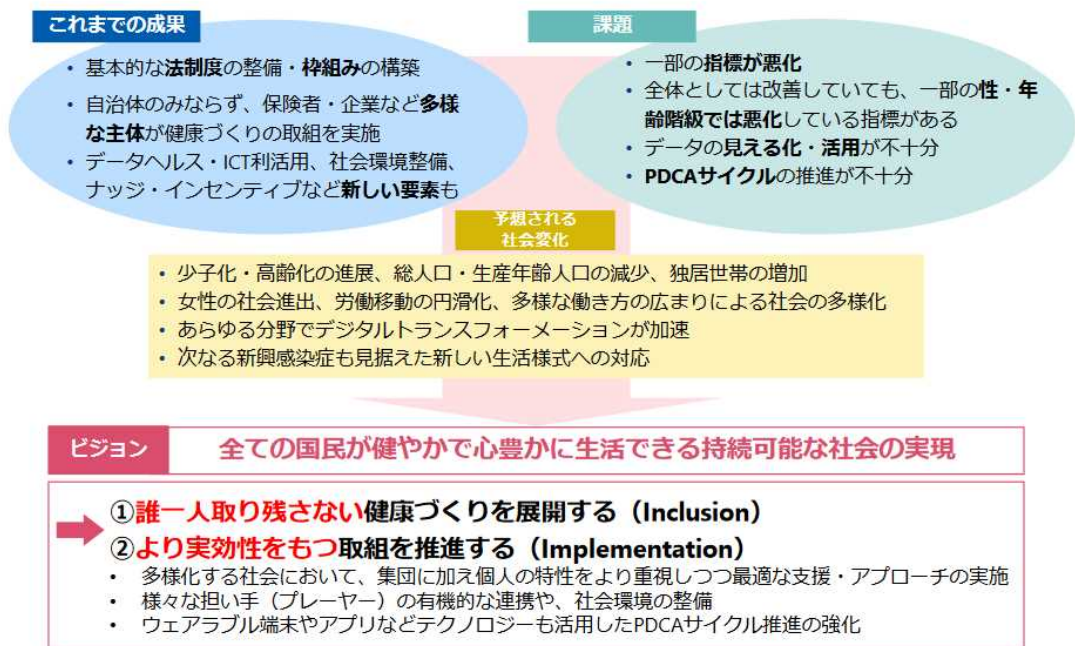 これまでの成果
・ 基本的な法制度の整備・枠組みの構築
・ 自治体のみならず、保険者・企業など多様
な主体が健康づくりの取組を実施
・ データヘルス・ICT利活用、社会環境整備、
ナッジ・インセンティブなど新しい要素も
課題
・ 一部の指標が悪化
・ 全体としては改善していても、一部の性・年
齢階級では悪化している指標がある
・ データの見える化・活用が不十分
・ PDCAサイクルの推進が不十分
予想される
社会変化
・ 少子化・高齢化の進展、総人口・生産年齢人口の減少、独居世帯の増加
・ 女性の社会進出、労働移動の円滑化、多様な働き方の広まりによる社会の多様化
・ あらゆる分野でデジタルトランスフォーメーションが加速
・ 次なる新興感染症も見据えた新しい生活様式への対応
ビジョン
全ての国民が健やかで心豊かに生活できる持続可能な社会の実現
①誰一人取り残さない健康づくりを展開する（Inclusion）
②より実効性をもつ取組を推進する（Implementation）
・ 多様化する社会において、集団に加え個人の特性をより重視しつつ最適な支援・アプローチの実施
・ 様々な担い手（プレーヤー）の有機的な連携や、社会環境の整備
・ ウェアラブル端末やアプリなどテクノロジーも活用したPDCAサイクル推進の強化